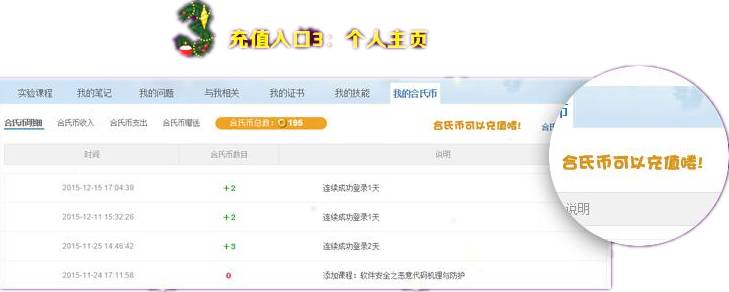 3 充值入口3：个人主页
实验课程 我的笔记 我的问题 与我相关 我的证书 我的技能 我的合氏币
合氏币明细 合氏币收入 合氏币支出 合氏币赠送 合氏币总数： 195 合氏币可以充值喽!
时间 合氏币数目 说明
2015-12-15 17:04:39 +2 连续成功登录1天
2015-12-11 15:32:26 +2 连续成功登录1天
2015-11-25 14:46:42 +3 连续成功登录2天
2015-11-24 17:11:58 0 添加课程：软件安全之恶意代码机理与防护
币
合氏币可以充值喽!
说明